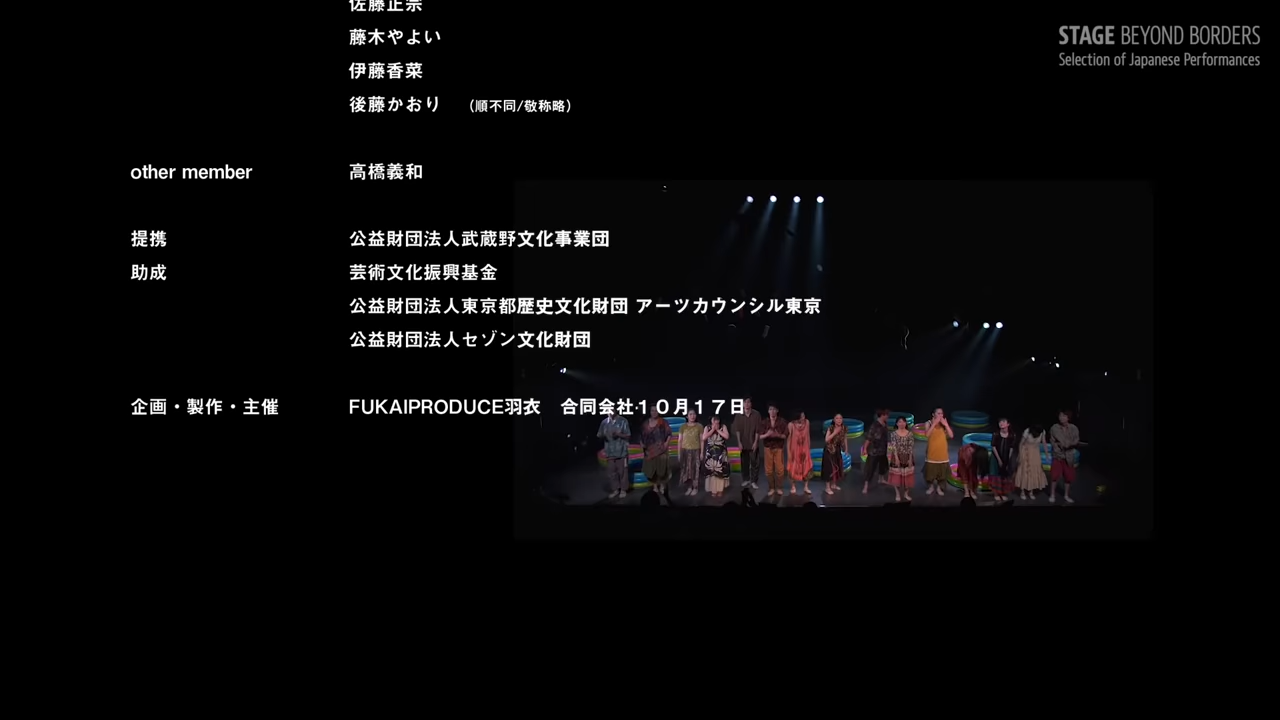 佐藤正宗
藤木やよい
伊藤香菜
後藤かおり （順不同/敬称略）
other member 高橋義和
提携 公益財団法人武蔵野文化事業団
助成 芸術文化振興基金
公益財団法人東京都歴史文化財団 アーツカウンシル東京
公益財団法人セゾン文化財団
企画・製作・主催 FUKAIPRODUCE羽衣 合同会社·１０月１７日
STAGE BEYOND BORDERS
Selection of Japanese Performances